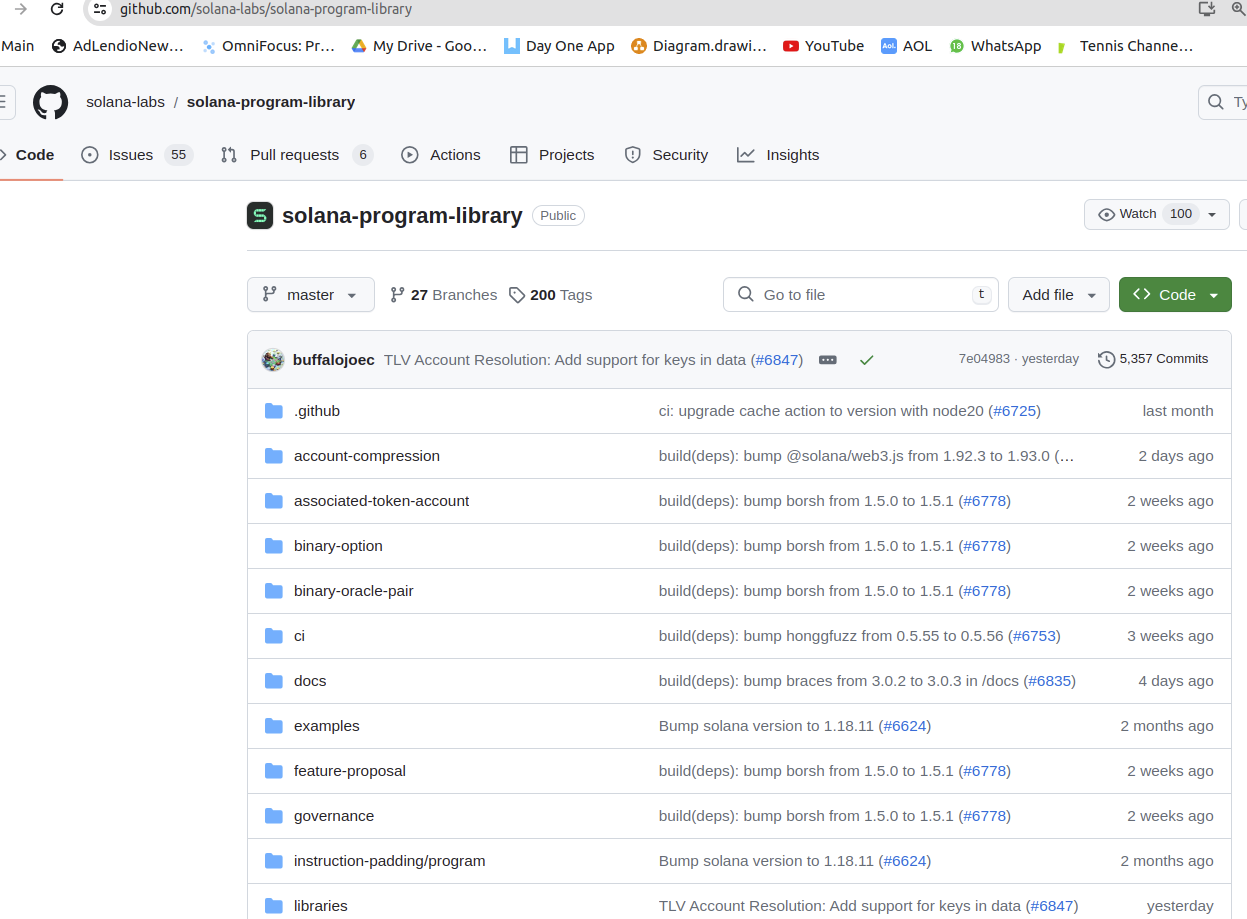 github.com/solana-labs/solana-program-library
Main AdLendioNew… OmniFocus: Pr… My Drive - Goo… Day One App Diagram.drawi… YouTube AOL WhatsApp Tennis Channe…
solana-labs / solana-program-library
Code Issues 55 Pull requests 6 Actions Projects Security Insights
solana-program-library Public Watch 100
master 27 Branches 200 Tags Go to file t Add file Code
buffalojoec TLV Account Resolution: Add support for keys in data (#6847) 7e04983 · yesterday 5,357 Commits
.github ci: upgrade cache action to version with node20 (#6725) last month
account-compression build(deps): bump @solana/web3.js from 1.92.3 to 1.93.0 (… 2 days ago
associated-token-account build(deps): bump borsh from 1.5.0 to 1.5.1 (#6778) 2 weeks ago
binary-option build(deps): bump borsh from 1.5.0 to 1.5.1 (#6778) 2 weeks ago
binary-oracle-pair build(deps): bump borsh from 1.5.0 to 1.5.1 (#6778) 2 weeks ago
ci build(deps): bump honggfuzz from 0.5.55 to 0.5.56 (#6753) 3 weeks ago
docs build(deps): bump braces from 3.0.2 to 3.0.3 in /docs (#6835) 4 days ago
examples Bump solana version to 1.18.11 (#6624) 2 months ago
feature-proposal build(deps): bump borsh from 1.5.0 to 1.5.1 (#6778) 2 weeks ago
governance build(deps): bump borsh from 1.5.0 to 1.5.1 (#6778) 2 weeks ago
instruction-padding/program Bump solana version to 1.18.11 (#6624) 2 months ago
libraries TLV Account Resolution: Add support for keys in data (#6847) yesterday